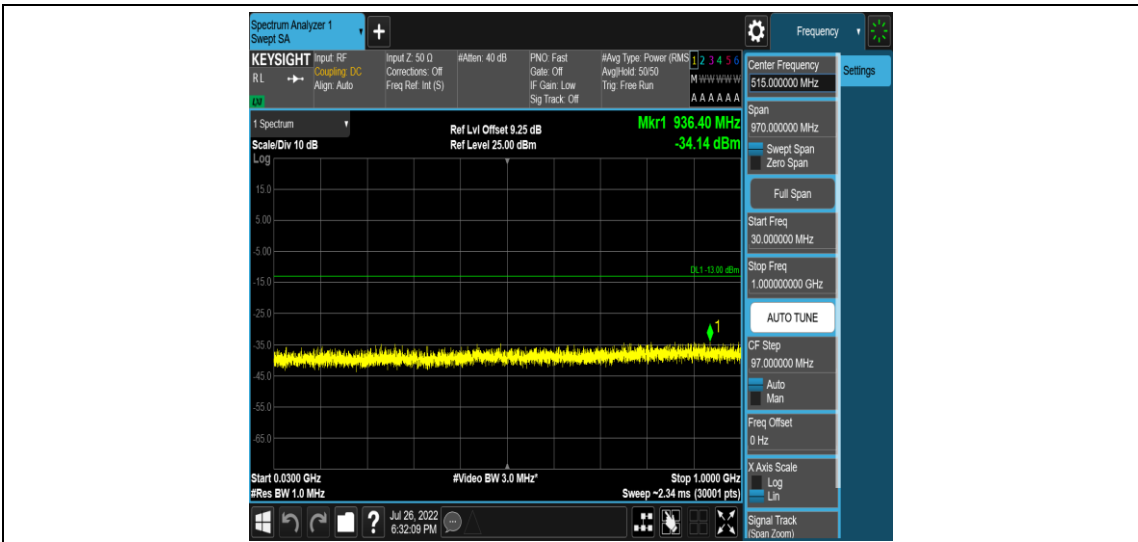 Spectrum Analyzer 1
Swept SA
+
Frequency
KEYSIGHT
RL
LXI
Input: RF
Coupling: DC
Align: Auto
Input Z: 50 Ω
Corrections: Off
Freq Ref: Int (S)
#Atten: 40 dB
PNO: Fast
Gate: Off
IF Gain: Low
Sig Track: Off
#Avg Type: Power (RMS
Avg|Hold: 50/50
Trig: Free Run
1 2 3 4 5 6
M W W W W W
A A A A A A
1 Spectrum
Scale/Div 10 dB
Log
Ref Lvl Offset 9.25 dB
Ref Level 25.00 dBm
Mkr1 936.40 MHz
-34.14 dBm
15.0
5.00
-5.00
-15.0
-25.0
-35.0
-45.0
-55.0
-65.0
DL1 -13.00 dBm
1
Start 0.0300 GHz
#Res BW 1.0 MHz
#Video BW 3.0 MHz*
Stop 1.0000 GHz
Sweep ~2.34 ms (30001 pts)
?
Jul 26, 2022
6:32:09 PM
Center Frequency
515.000000 MHz
Settings
Span
970.000000 MHz
Swept Span
Zero Span
Full Span
Start Freq
30.000000 MHz
Stop Freq
1.000000000 GHz
AUTO TUNE
CF Step
97.000000 MHz
Auto
Man
Freq Offset
0 Hz
X Axis Scale
Log
Lin
Signal Track
(Span Zoom)